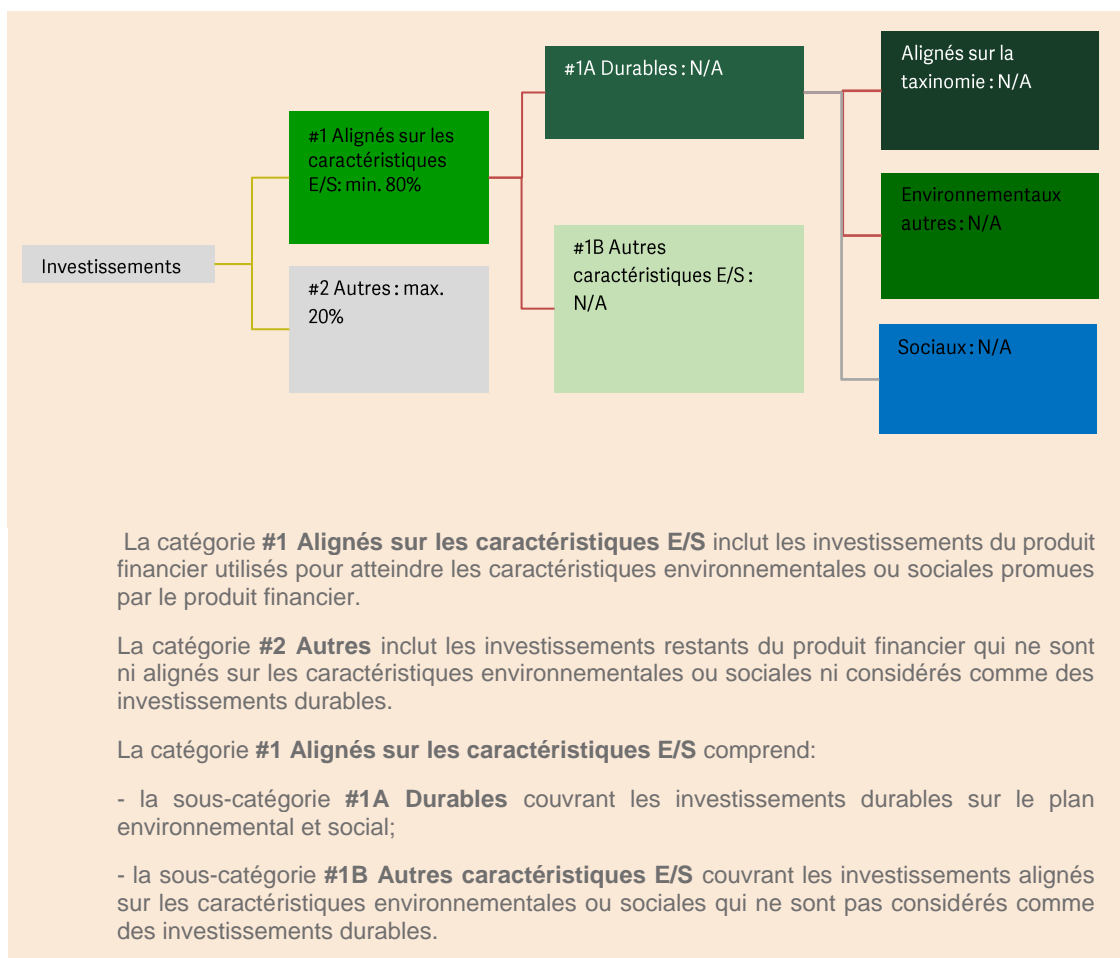 Investissements
#1 Alignés sur les
caractéristiques
E/S: min. 80%
#2 Autres : max.
20%
#1A Durables : N/A
#1B Autres
caractéristiques E/S :
N/A
Alignés sur la
taxinomie : N/A
Environnementaux
autres : N/A
Sociaux : N/A
La catégorie #1 Alignés sur les caractéristiques E/S inclut les investissements du produit
financier utilisés pour atteindre les caractéristiques environnementales ou sociales promues
par le produit financier.
La catégorie #2 Autres inclut les investissements restants du produit financier qui ne sont
ni alignés sur les caractéristiques environnementales ou sociales ni considérés comme des
investissements durables.
La catégorie #1 Alignés sur les caractéristiques E/S comprend:
- la sous-catégorie #1A Durables couvrant les investissements durables sur le plan
environnemental et social;
- la sous-catégorie #1B Autres caractéristiques E/S couvrant les investissements alignés
sur les caractéristiques environnementales ou sociales qui ne sont pas considérés comme
des investissements durables.